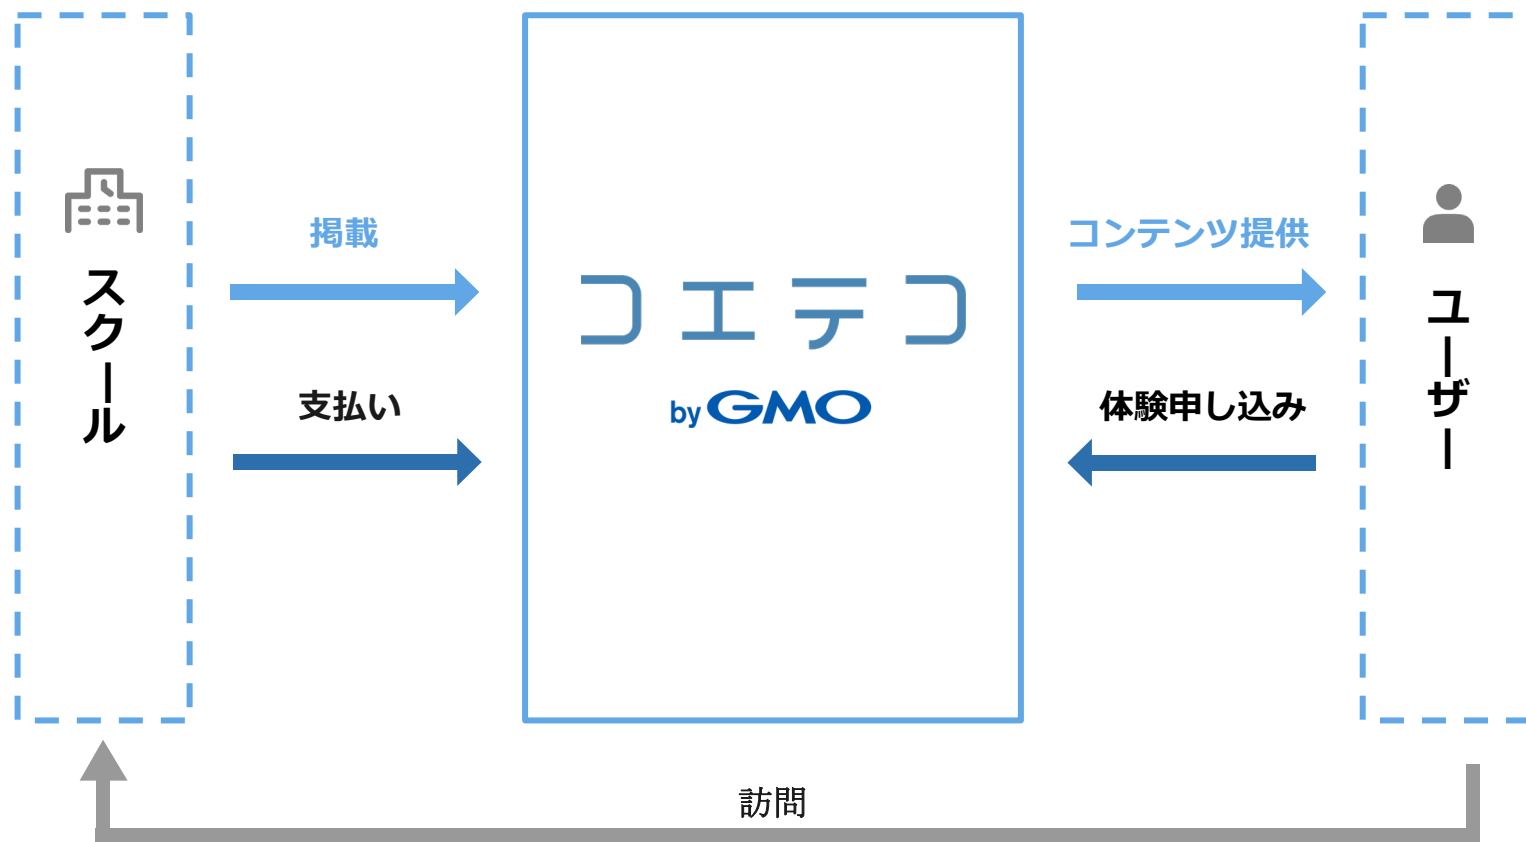 スクール
掲載
支払い
コエテコ
by GMO
コンテンツ提供
体験申し込み
ユーザー
訪問